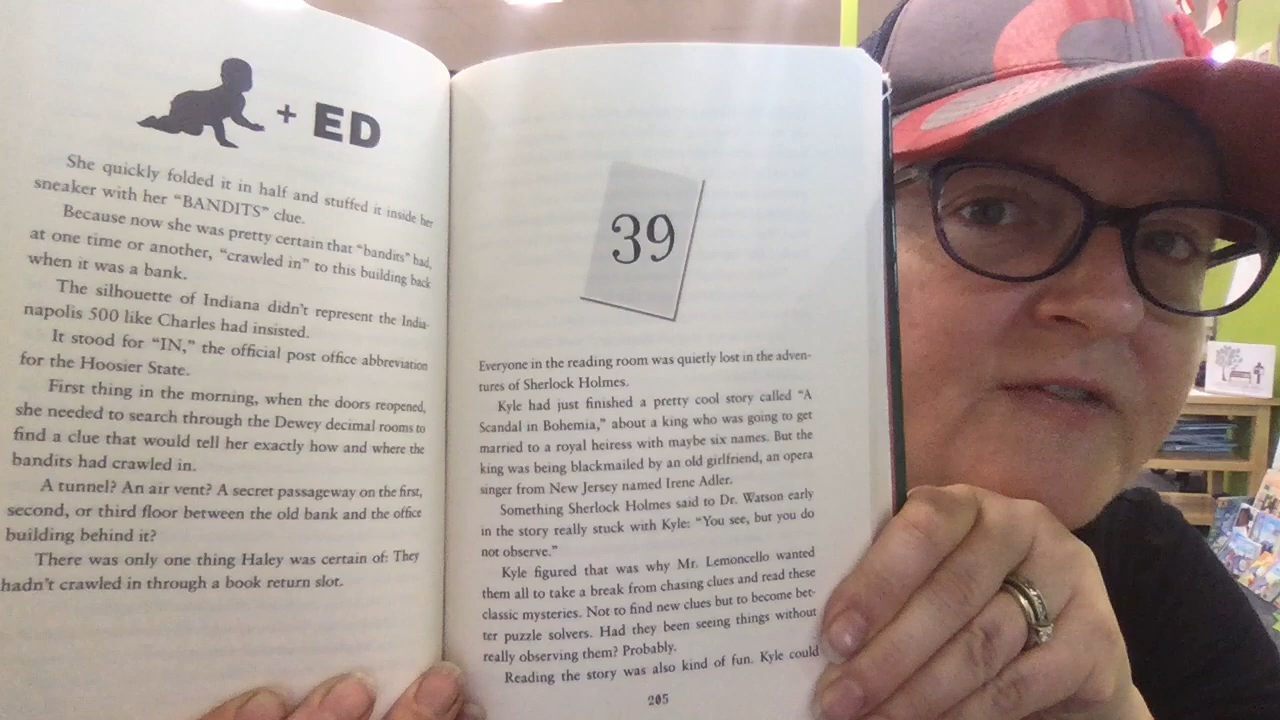 + ED
She quickly folded it in half and stuffed it inside her
sneaker with her “BANDITS” clue.
Because now she was pretty certain that “bandits” had,
at one time or another, “crawled in” to this building back
when it was a bank.
The silhouette of Indiana didn’t represent the India-
napolis 500 like Charles had insisted.
It stood for “IN,” the official post office abbreviation
for the Hoosier State.
First thing in the morning, when the doors reopened,
she needed to search through the Dewey decimal rooms to
find a clue that would tell her exactly how and where the
bandits had crawled in.
A tunnel? An air vent? A secret passageway on the first,
second, or third floor between the old bank and the office
building behind it?
There was only one thing Haley was certain of: They
hadn’t crawled in through a book return slot.
39
Everyone in the reading room was quietly lost in the adven-
tures of Sherlock Holmes.
Kyle had just finished a pretty cool story called “A
Scandal in Bohemia,” about a king who was going to get
married to a royal heiress with maybe six names. But the
king was being blackmailed by an old girlfriend, an opera
singer from New Jersey named Irene Adler.
Something Sherlock Holmes said to Dr. Watson early
in the story really stuck with Kyle: “You see, but you do
not observe.”
Kyle figured that was why Mr. Lemoncello wanted
them all to take a break from chasing clues and read these
classic mysteries. Not to find new clues but to become bet-
ter puzzle solvers. Had they been seeing things without
really observing them? Probably.
Reading the story was also kind of fun. Kyle could
205